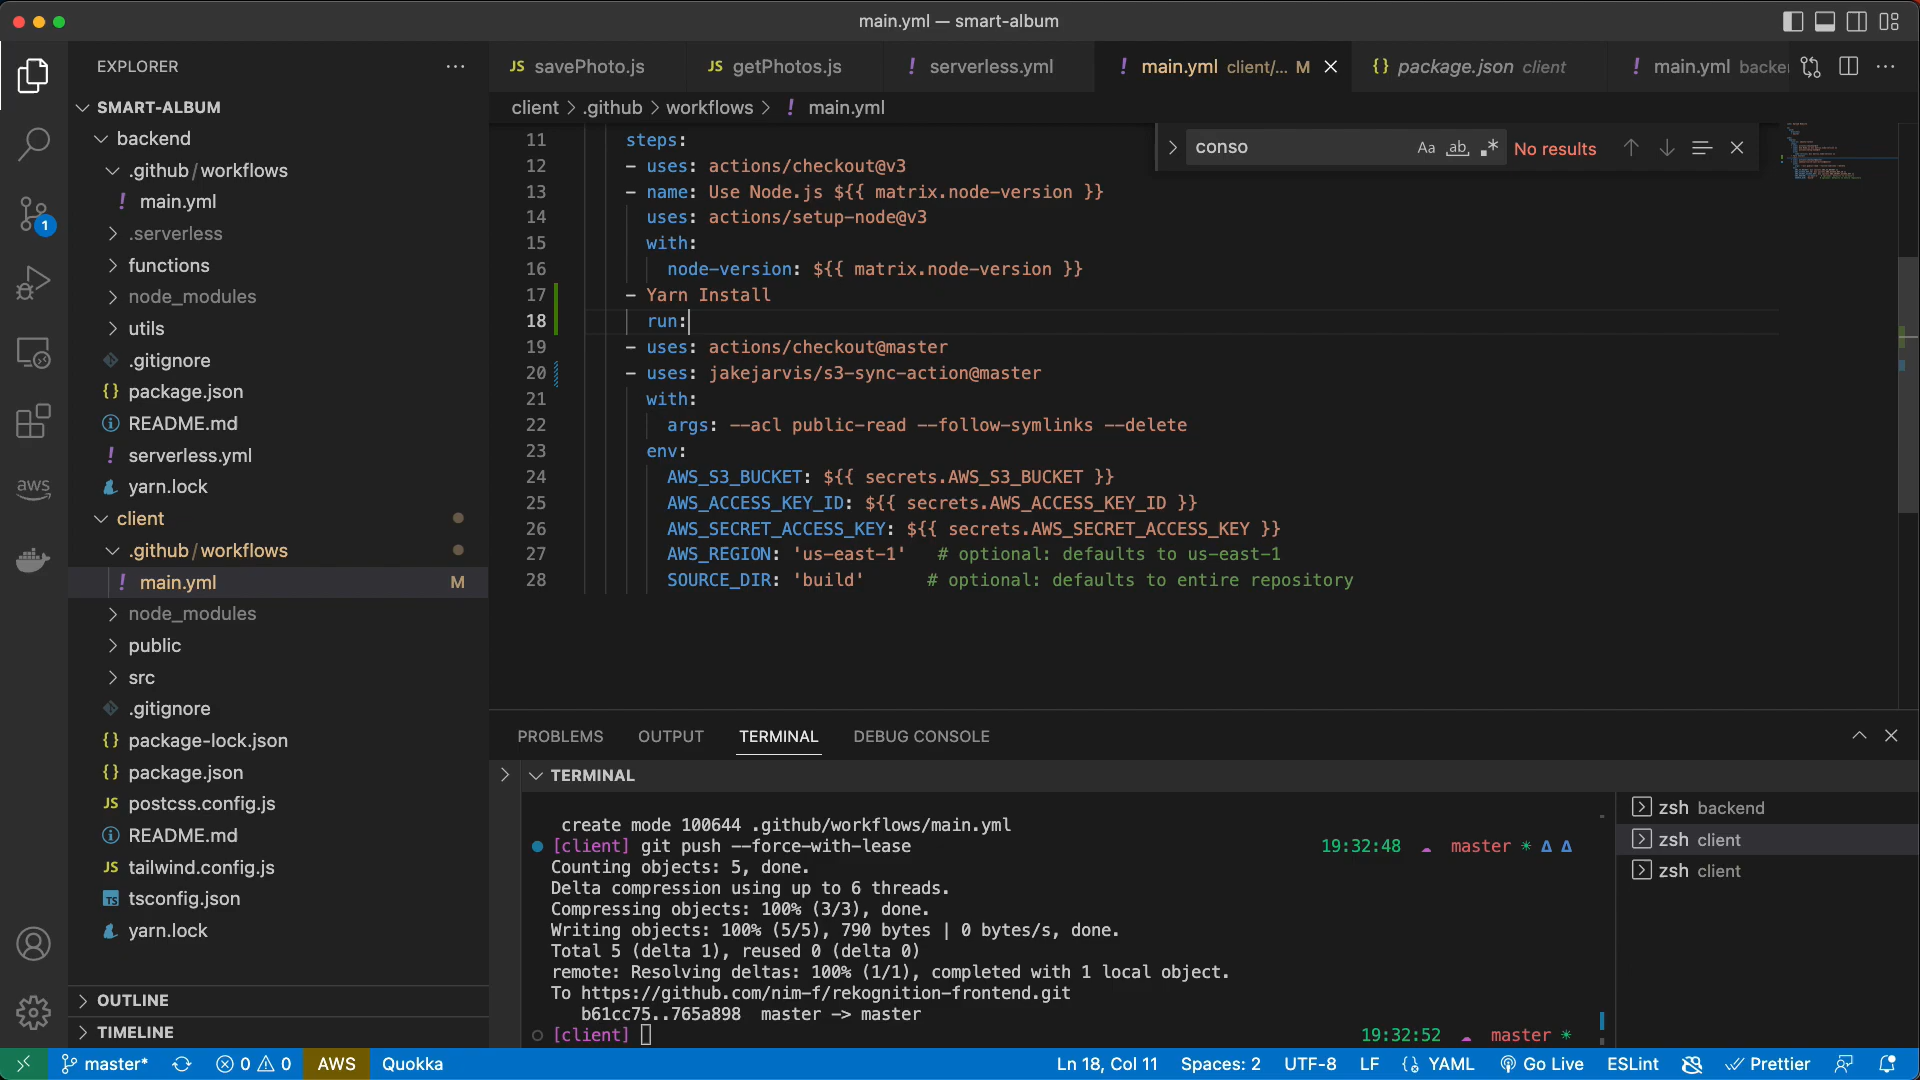 main.yml — smart-album
EXPLORER
SMART-ALBUM
backend
.github/workflows
main.yml
.serverless
functions
node_modules
utils
.gitignore
package.json
README.md
serverless.yml
yarn.lock
client
.github/workflows
main.yml M
node_modules
public
src
.gitignore
package-lock.json
package.json
postcss.config.js
README.md
tailwind.config.js
tsconfig.json
yarn.lock
OUTLINE
TIMELINE
1
aws
JS savePhoto.js JS getPhotos.js ! serverless.yml ! main.yml client/... M {} package.json client ! main.yml backe
client > .github > workflows > ! main.yml
conso Aa ab No results
11 steps:
12 - uses: actions/checkout@v3
13 - name: Use Node.js ${{ matrix.node-version }}
14 uses: actions/setup-node@v3
15 with:
16 node-version: ${{ matrix.node-version }}
17 - Yarn Install
18 run:
19 - uses: actions/checkout@master
20 - uses: jakejarvis/s3-sync-action@master
21 with:
22 args: --acl public-read --follow-symlinks --delete
23 env:
24 AWS_S3_BUCKET: ${{ secrets.AWS_S3_BUCKET }}
25 AWS_ACCESS_KEY_ID: ${{ secrets.AWS_ACCESS_KEY_ID }}
26 AWS_SECRET_ACCESS_KEY: ${{ secrets.AWS_SECRET_ACCESS_KEY }}
27 AWS_REGION: 'us-east-1' # optional: defaults to us-east-1
28 SOURCE_DIR: 'build' # optional: defaults to entire repository
PROBLEMS OUTPUT TERMINAL DEBUG CONSOLE
TERMINAL
create mode 100644 .github/workflows/main.yml
[client] git push --force-with-lease 19:32:48 master * Δ Δ
Counting objects: 5, done.
Delta compression using up to 6 threads.
Compressing objects: 100% (3/3), done.
Writing objects: 100% (5/5), 790 bytes | 0 bytes/s, done.
Total 5 (delta 1), reused 0 (delta 0)
remote: Resolving deltas: 100% (1/1), completed with 1 local object.
To https://github.com/nim-f/rekognition-frontend.git
b61cc75..765a898 master -> master
[client] 19:32:52 master *
zsh backend
zsh client
zsh client
master* 0 0 AWS Quokka Ln 18, Col 11 Spaces: 2 UTF-8 LF {} YAML Go Live ESLint Prettier